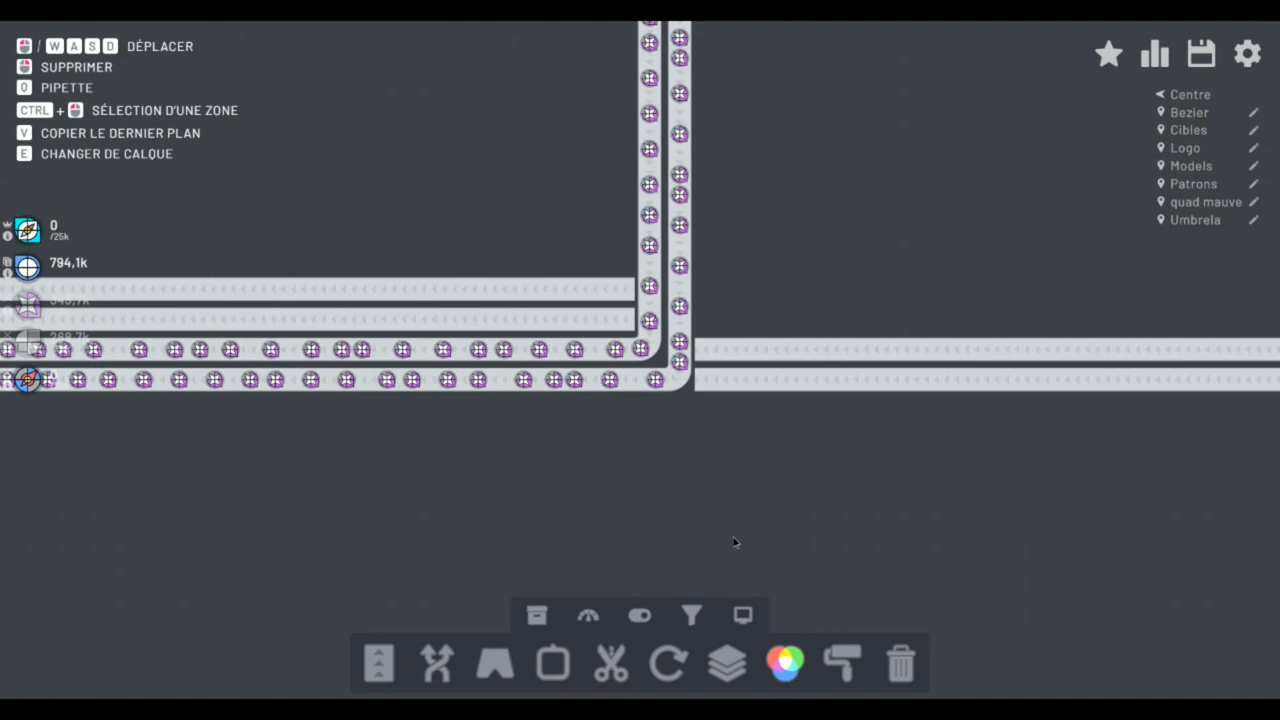 / W A S D DÉPLACER
SUPPRIMER
Q PIPETTE
CTRL + SÉLECTION D'UNE ZONE
V COPIER LE DERNIER PLAN
E CHANGER DE CALQUE
Centre
Bezier
Cibles
Logo
Models
Patrons
quad mauve
Umbrela
0
/25k
794,1k